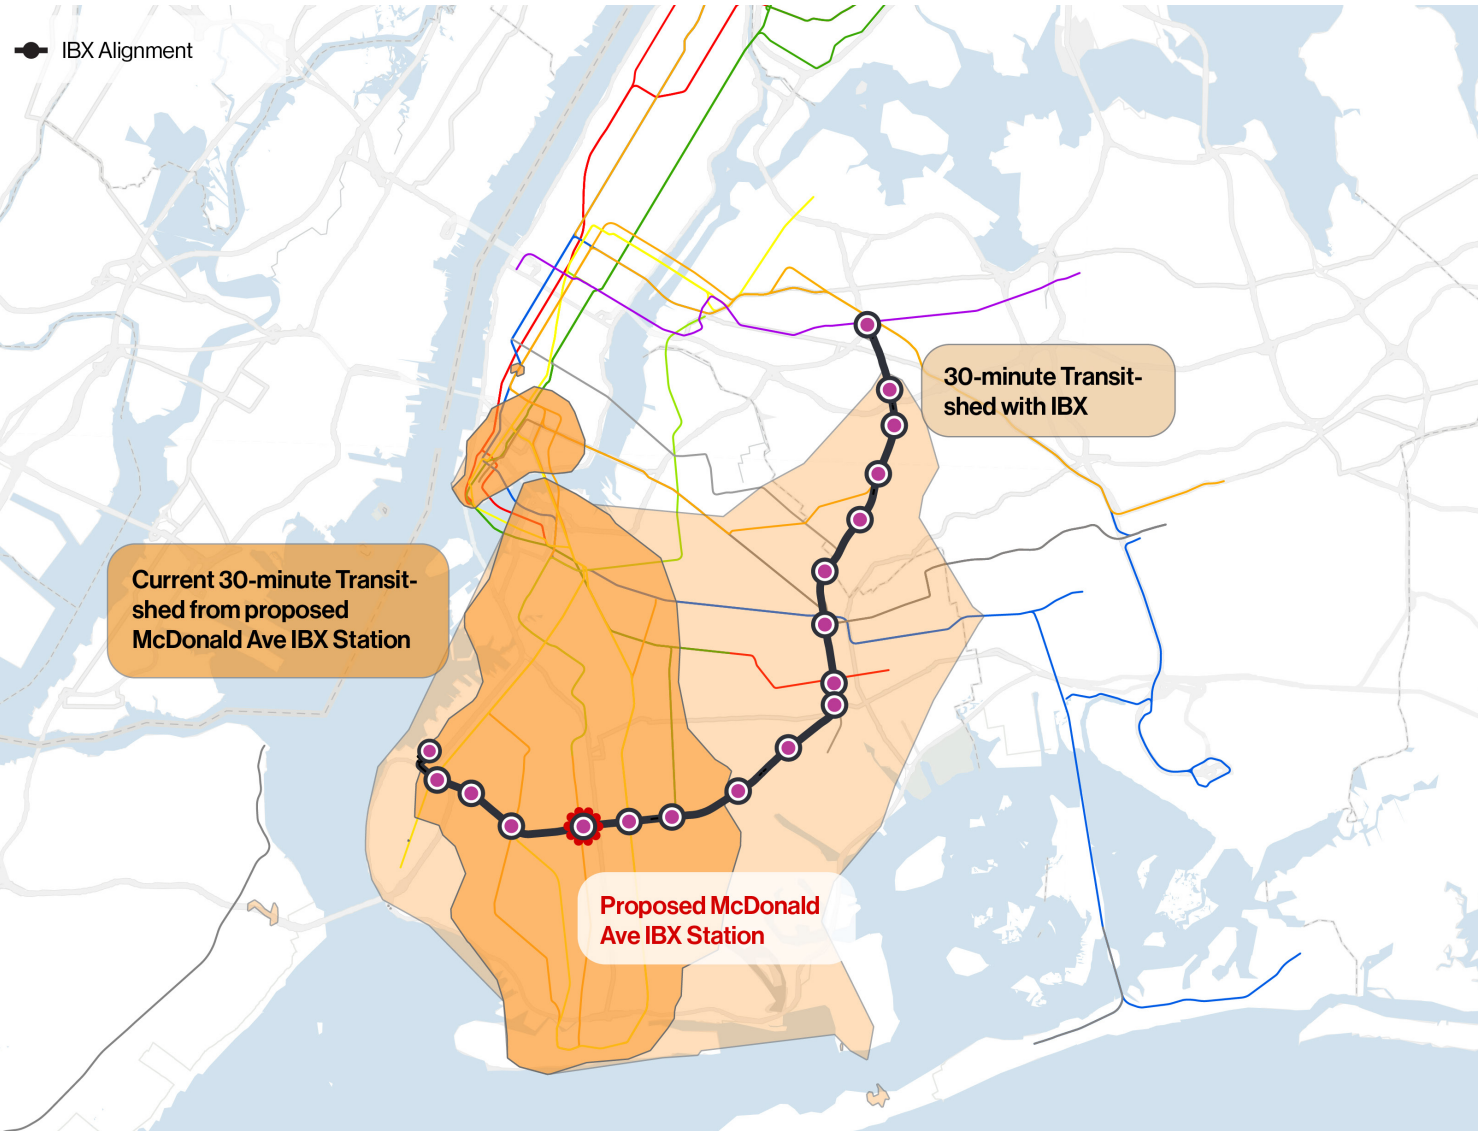 IBX Alignment
30-minute Transit-
shed with IBX
Current 30-minute Transit-
shed from proposed
McDonald Ave IBX Station
Proposed McDonald
Ave IBX Station